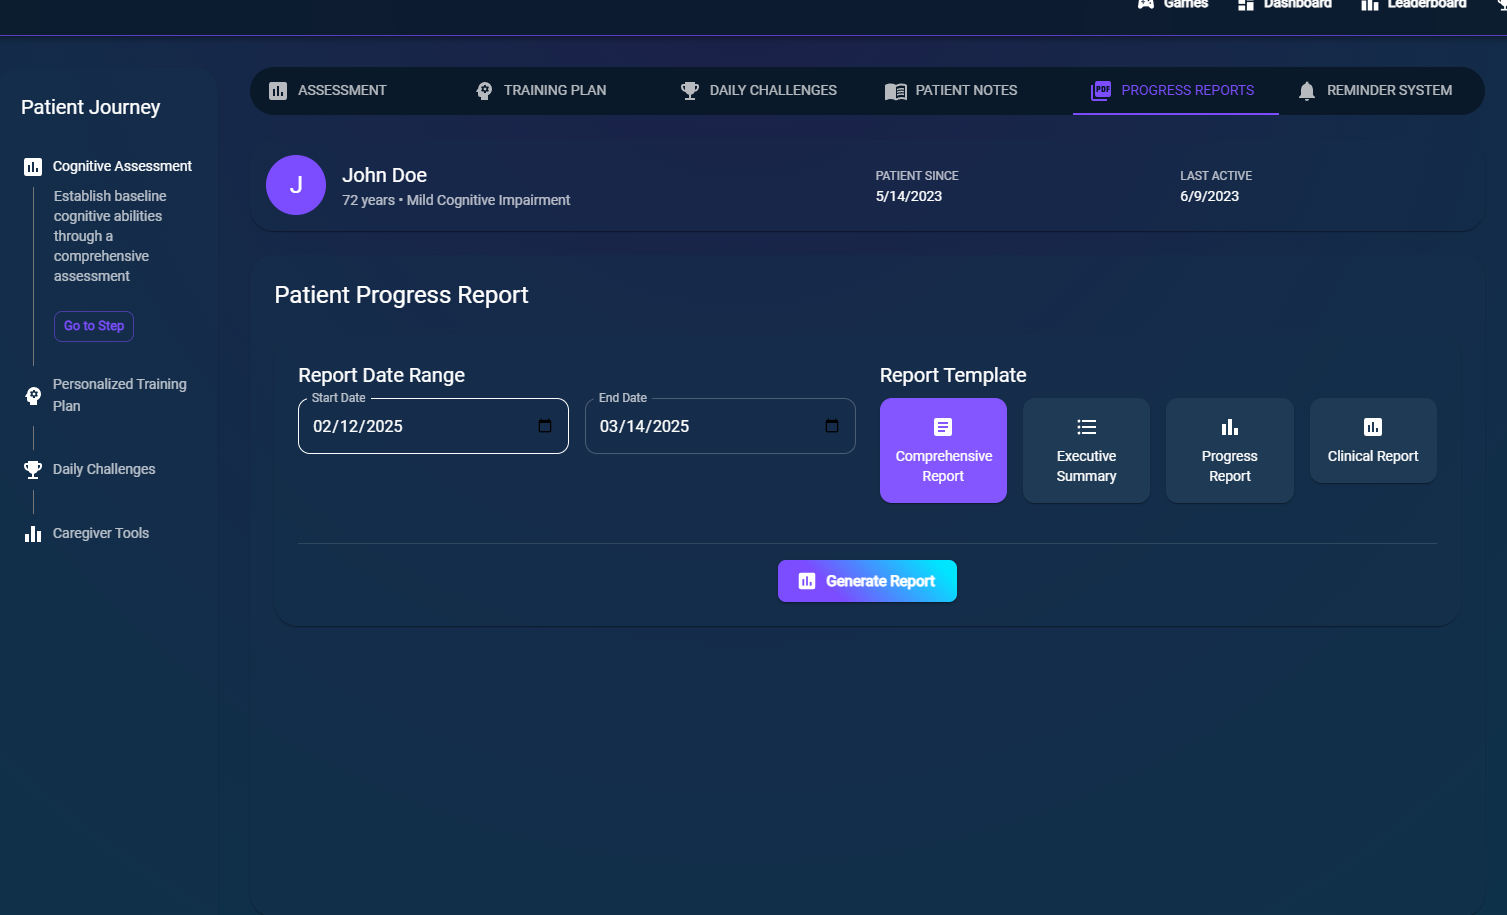 Games Dashboard Leaderboard
Patient Journey
Cognitive Assessment
Establish baseline
cognitive abilities
through a
comprehensive
assessment
Go to Step
Personalized Training
Plan
Daily Challenges
Caregiver Tools
ASSESSMENT TRAINING PLAN DAILY CHALLENGES PATIENT NOTES PDF PROGRESS REPORTS REMINDER SYSTEM
J
John Doe
72 years • Mild Cognitive Impairment
PATIENT SINCE
5/14/2023
LAST ACTIVE
6/9/2023
Patient Progress Report
Report Date Range
Start Date
02/12/2025
End Date
03/14/2025
Report Template
Comprehensive
Report
Executive
Summary
Progress
Report
Clinical Report
Generate Report